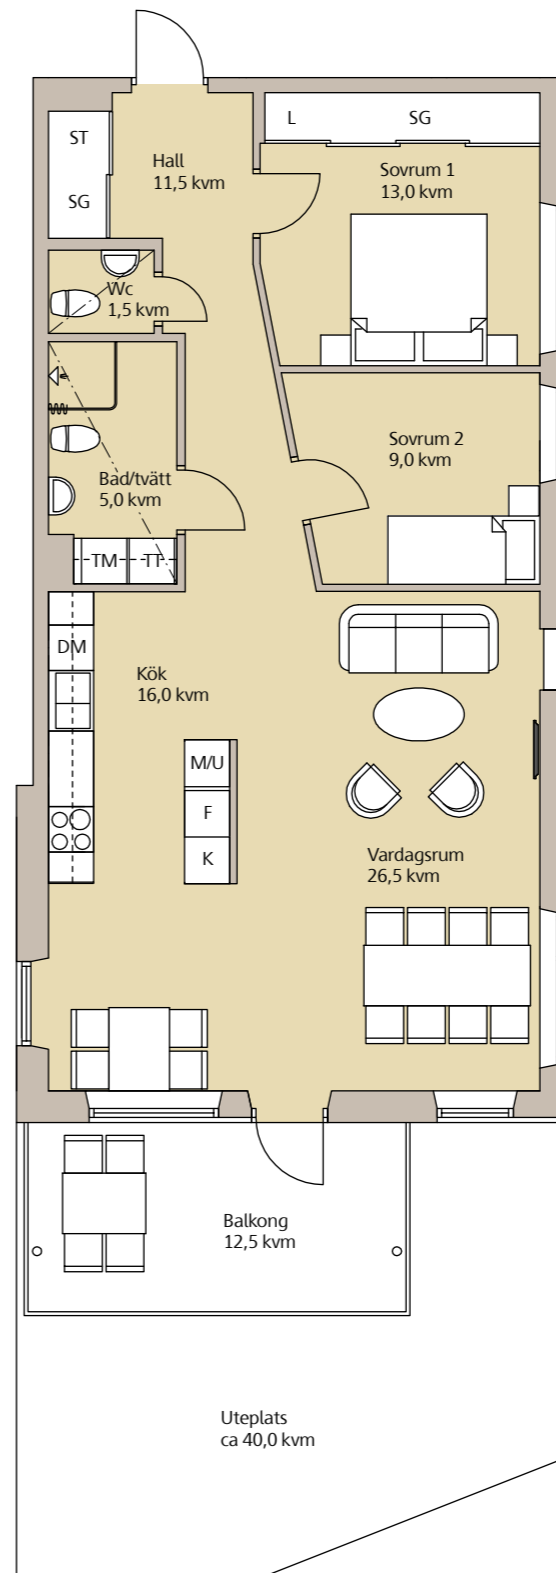 ST
SG
Hall
11,5 kvm
L
SG
Sovrum 1
13,0 kvm
Wc
1,5 kvm
Sovrum 2
9,0 kvm
Bad/tvätt
5,0 kvm
TM
TT
DM
Kök
16,0 kvm
M/U
F
K
Vardagsrum
26,5 kvm
Balkong
12,5 kvm
Uteplats
ca 40,0 kvm